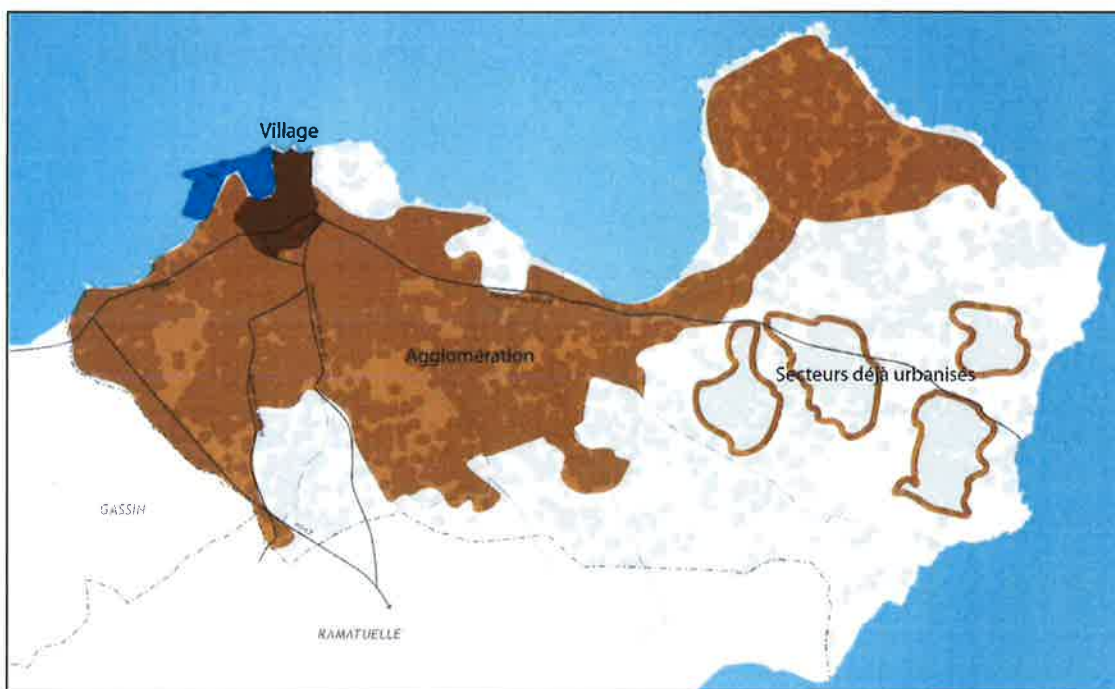 Village
Agglomération
Secteurs déjà urbanisés
GASSIN
RAMATUELLE